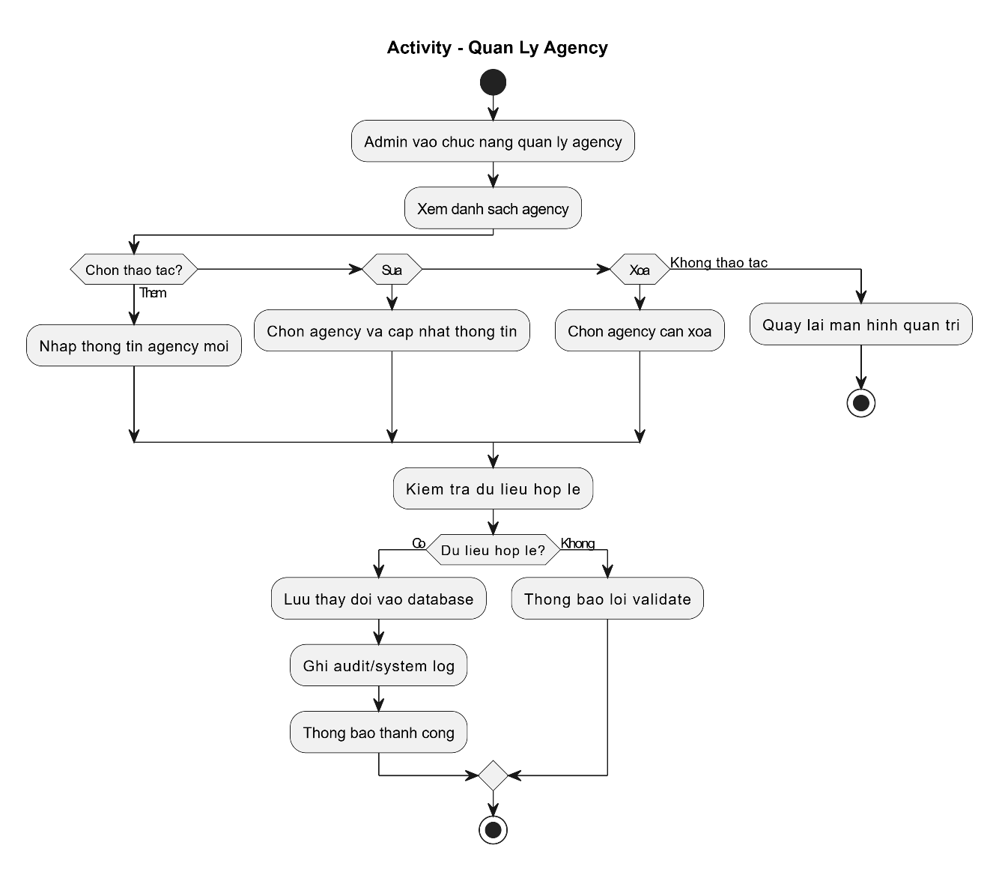 Activity - Quan Ly Agency
Admin vao chuc nang quan ly agency
Xem danh sach agency
Chon thao tac?
Sua
Xoa
Khong thao tac
Them
Nhap thong tin agency moi
Chon agency va cap nhat thong tin
Chon agency can xoa
Quay lai man hinh quan tri
Kiem tra du lieu hop le
Du lieu hop le?
Co
Khong
Luu thay doi vao database
Thong bao loi validate
Ghi audit/system log
Thong bao thanh cong